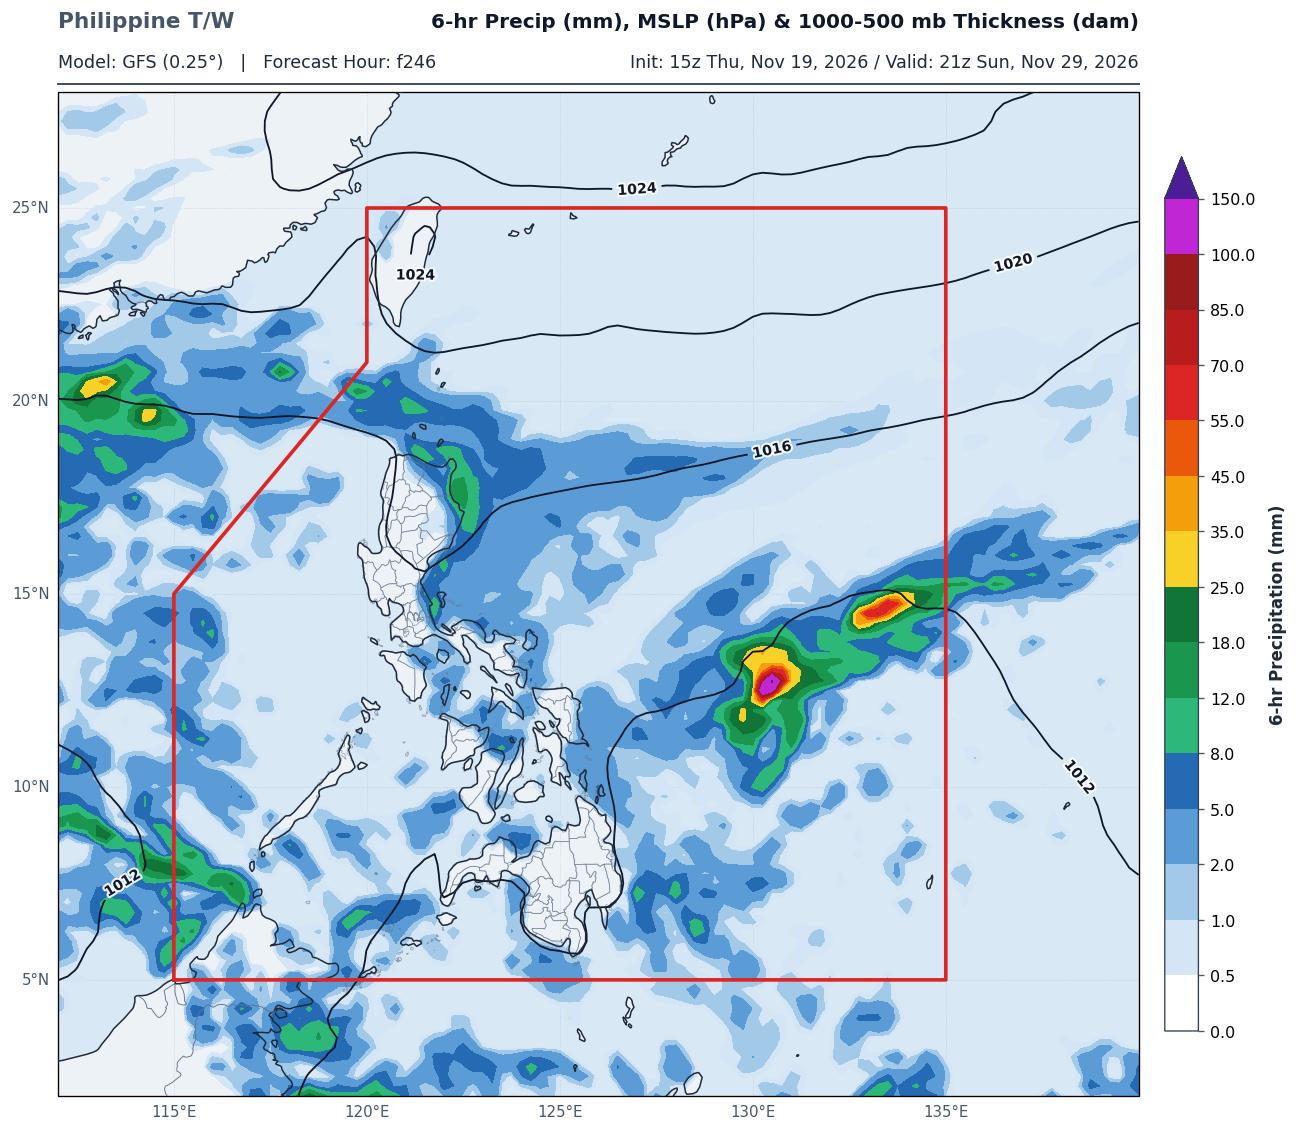 Philippine T/W
6-hr Precip (mm), MSLP (hPa) & 1000-500 mb Thickness (dam)
Model: GFS (0.25°) | Forecast Hour: f246
Init: 15z Thu, Nov 19, 2026 / Valid: 21z Sun, Nov 29, 2026
1024
1024
1020
1016
1012
1012
25°N
20°N
15°N
10°N
5°N
115°E
120°E
125°E
130°E
135°E
150.0
100.0
85.0
70.0
55.0
45.0
35.0
25.0
18.0
12.0
8.0
5.0
2.0
1.0
0.5
0.0
6-hr Precipitation (mm)